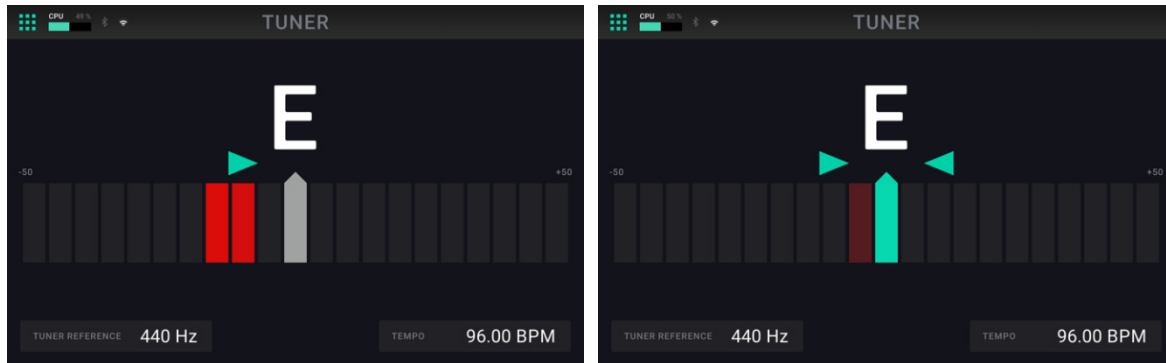 CPU 49 %
TUNER
E
-50 +50
TUNER REFERENCE 440 Hz
TEMPO 96.00 BPM
CPU 50 %
TUNER
E
-50 +50
TUNER REFERENCE 440 Hz
TEMPO 96.00 BPM